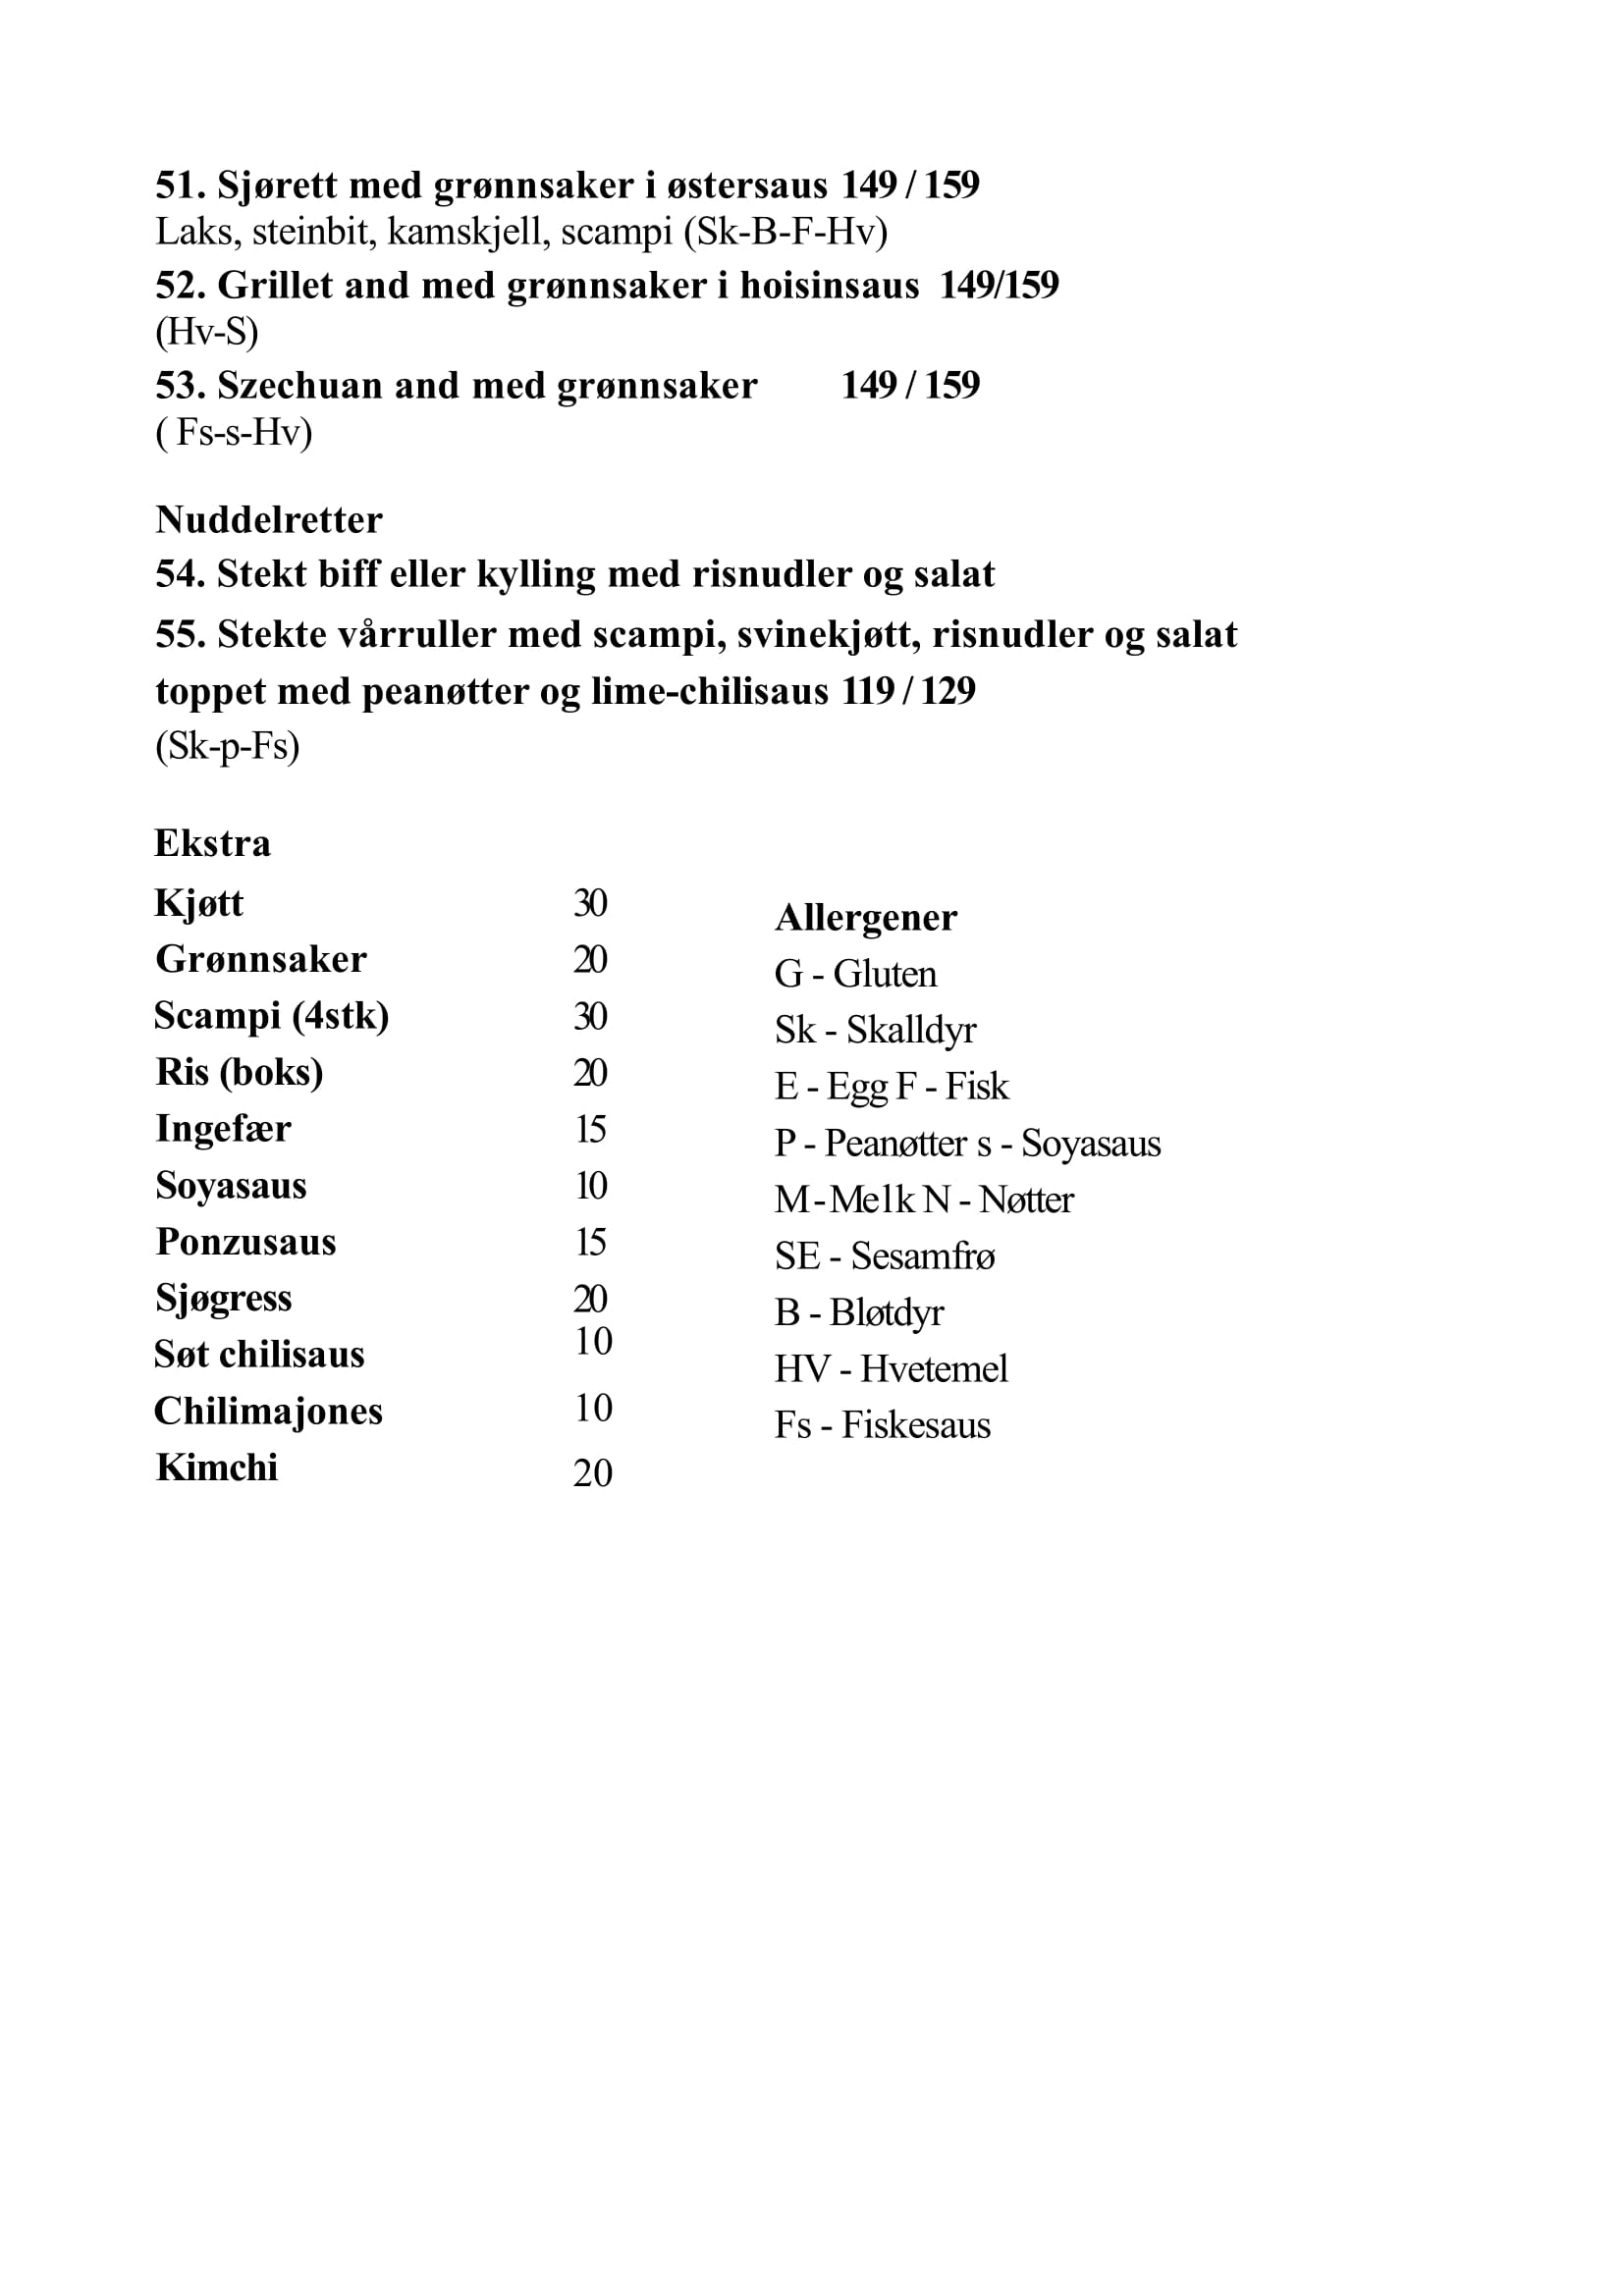 51. Sjørett med grønnsaker i østersaus 149 / 159
Laks, steinbit, kamskjell, scampi (Sk-B-F-Hv)
52. Grillet and med grønnsaker i hoisinsaus 149/159
(Hv-S)
53. Szechuan and med grønnsaker 149 / 159
( Fs-s-Hv)
Nuddelretter
54. Stekt biff eller kylling med risnudler og salat
55. Stekte vårruller med scampi, svinekjøtt, risnudler og salat
toppet med peanøtter og lime-chilisaus 119 / 129
(Sk-p-Fs)
Ekstra
Kjøtt 30
Grønnsaker 20
Scampi (4stk) 30
Ris (boks) 20
Ingefær 15
Soyasaus 10
Ponzusaus 15
Sjøgress 20
Søt chilisaus 10
Chilimajones 10
Kimchi 20
Allergener
G - Gluten
Sk - Skalldyr
E - Egg F - Fisk
P - Peanøtter s - Soyasaus
M-Melk N - Nøtter
SE - Sesamfrø
B - Bløtdyr
HV - Hvetemel
Fs - Fiskesaus